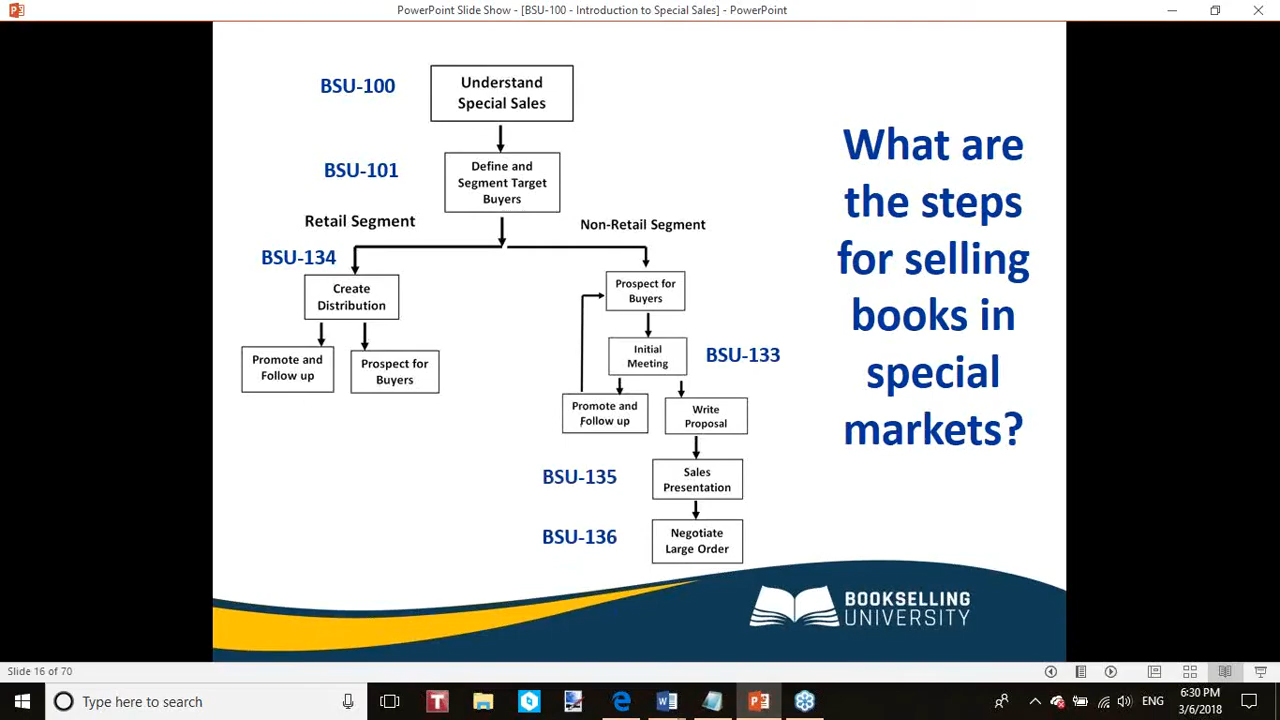 PowerPoint Slide Show - [BSU-100 - Introduction to Special Sales] - PowerPoint
BSU-100
Understand
Special Sales
BSU-101
Define and
Segment Target
Buyers
Retail Segment
Non-Retail Segment
BSU-134
Create
Distribution
Promote and
Follow up
Prospect for
Buyers
Prospect for
Buyers
Initial
Meeting
BSU-133
Promote and
Follow up
Write
Proposal
BSU-135
Sales
Presentation
BSU-136
Negotiate
Large Order
What are
the steps
for selling
books in
special
markets?
BOOKSELLING
UNIVERSITY
Slide 16 of 70
Type here to search
ENG
6:30 PM
3/6/2018